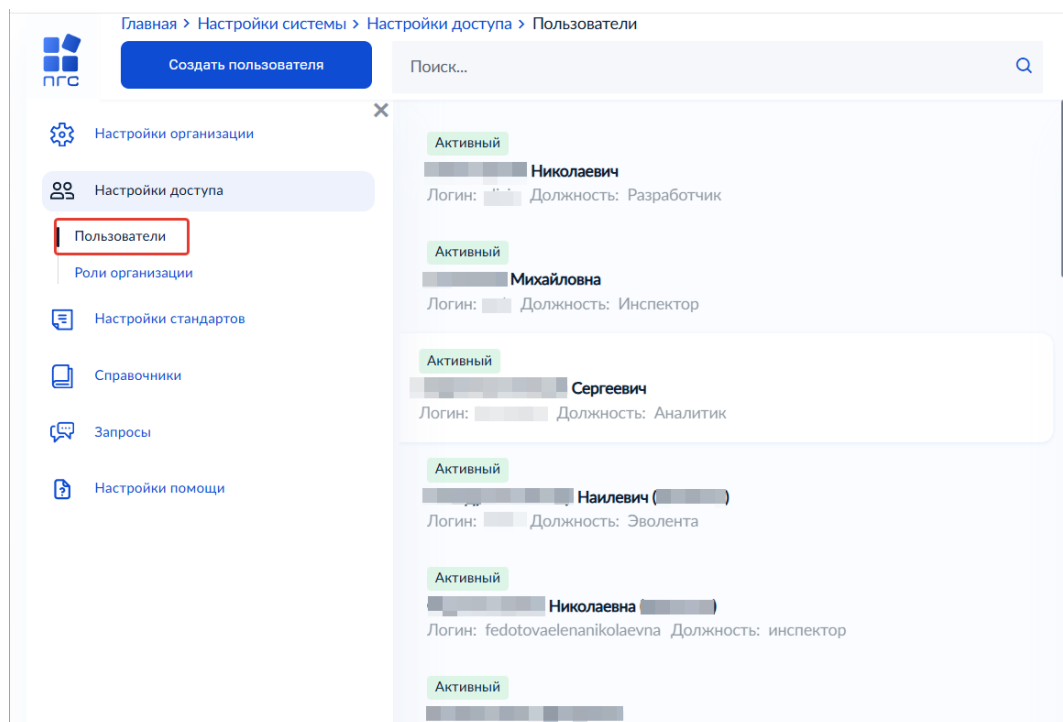 Главная > Настройки системы > Настройки доступа > Пользователи
ПГС
Создать пользователя
Поиск...
Настройки организации
Настройки доступа
Пользователи
Роли организации
Настройки стандартов
Справочники
Запросы
Настройки помощи
Активный
Николаевич
Логин: Должность: Разработчик
Активный
Михайловна
Логин: Должность: Инспектор
Активный
Сергеевич
Логин: Должность: Аналитик
Активный
Наилевич ( )
Логин: Должность: Эволента
Активный
Николаевна ( )
Логин: fedotovaelenanikolaevna Должность: инспектор
Активный